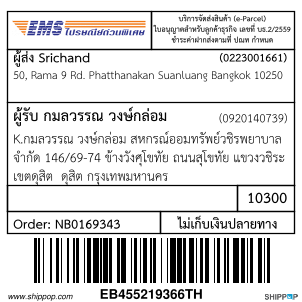 EMS ไปรษณีย์ด่วนพิเศษ
บริการจัดส่งสินค้า (e-Parcel)
ใบอนุญาตสำหรับลูกค้าธุรกิจ เลขที่ บธ.2/2559
ชำระค่าฝากส่งตามที่ ปณท กำหนด
ผู้ส่ง Srichand (0223001661)
50, Rama 9 Rd. Phatthanakan Suanluang Bangkok 10250
ผู้รับ กมลวรรณ วงษ์กล่อม (0920140739)
K.กมลวรรณ วงษ์กล่อม สหกรณ์ออมทรัพย์วชิรพยาบาล
จำกัด 146/69-74 ข้างวังศุโขทัย ถนนสุโขทัย แขวงวชิระ
เขตดุสิต ดุสิต กรุงเทพมหานคร
10300
Order: NB0169343 ไม่เก็บเงินปลายทาง
www.shippop.com EB455219366TH SHIPPOP